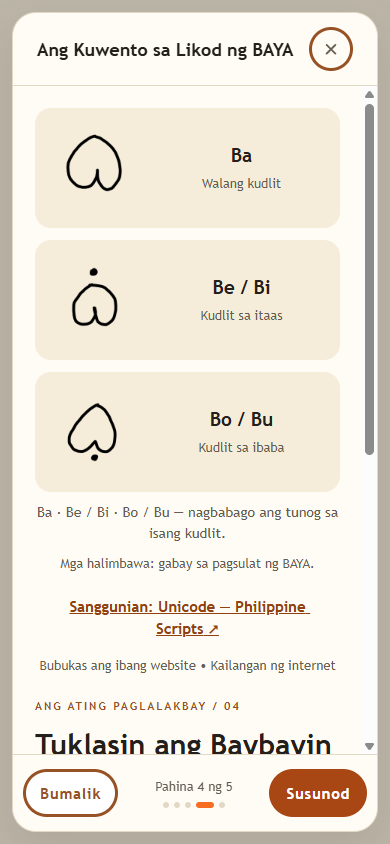 Ang Kuwento sa Likod ng BAYA
ᜊ
Ba
Walang kudlit
ᜊᜒ
Be / Bi
Kudlit sa itaas
ᜊᜓ
Bo / Bu
Kudlit sa ibaba
Ba · Be / Bi · Bo / Bu — nagbabago ang tunog sa
isang kudlit.
Mga halimbawa: gabay sa pagsulat ng BAYA.
Sanggunian: Unicode — Philippine
Scripts ↗
Bubukas ang ibang website • Kailangan ng internet
ANG ATING PAGLALAKBAY / 04
Tuklasin ang Baybayin
Bumalik
Pahina 4 ng 5
Susunod